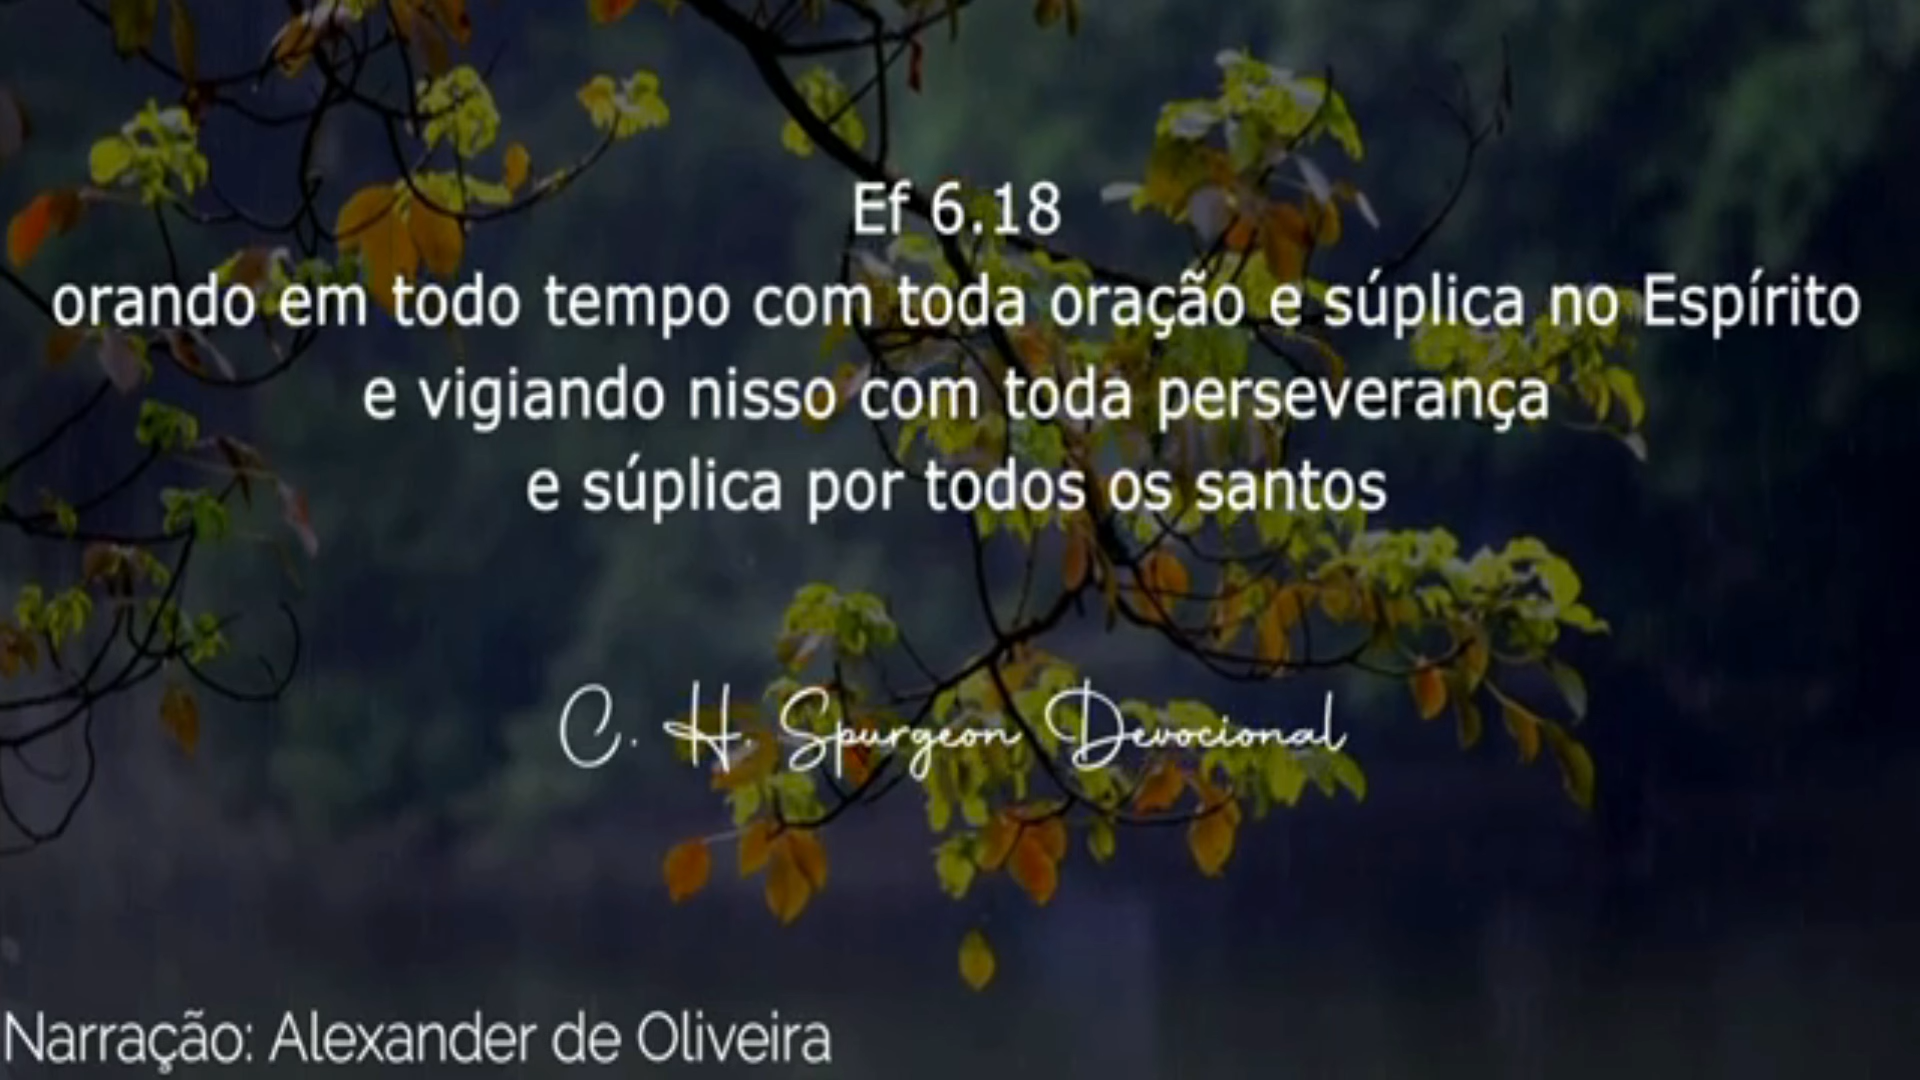 Ef 6.18
orando em todo tempo com toda oração e súplica no Espírito
e vigiando nisso com toda perseverança
e súplica por todos os santos
C. H. Spurgeon Devocional
Narração: Alexander de Oliveira